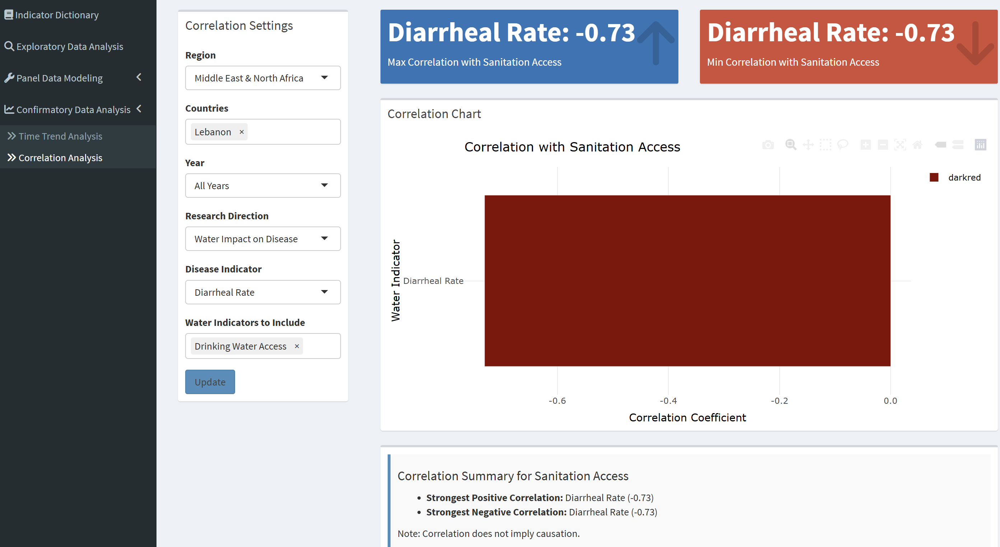 Indicator Dictionary
Exploratory Data Analysis
Panel Data Modeling
Confirmatory Data Analysis
Time Trend Analysis
Correlation Analysis
Correlation Settings
Region
Middle East & North Africa
Countries
Lebanon ×
Year
All Years
Research Direction
Water Impact on Disease
Disease Indicator
Diarrheal Rate
Water Indicators to Include
Drinking Water Access ×
Update
Diarrheal Rate: -0.73
Max Correlation with Sanitation Access
Diarrheal Rate: -0.73
Min Correlation with Sanitation Access
Correlation Chart
Correlation with Sanitation Access
darkred
Water Indicator
Diarrheal Rate
-0.6 -0.4 -0.2 0.0
Correlation Coefficient
Correlation Summary for Sanitation Access
• Strongest Positive Correlation: Diarrheal Rate (-0.73)
• Strongest Negative Correlation: Diarrheal Rate (-0.73)
Note: Correlation does not imply causation.